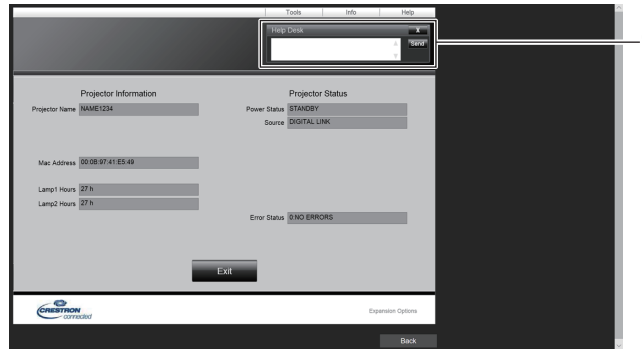 Tools Info Help
Help Desk X
Send
Projector Information Projector Status
Projector Name NAME1234 Power Status STANDBY
Source DIGITAL LINK
Mac Address 00:0B:97:41:E5:49
Lamp1 Hours 27 h
Lamp2 Hours 27 h
Error Status 0:NO ERRORS
Exit
CRESTRON
connected
Expansion Options
Back